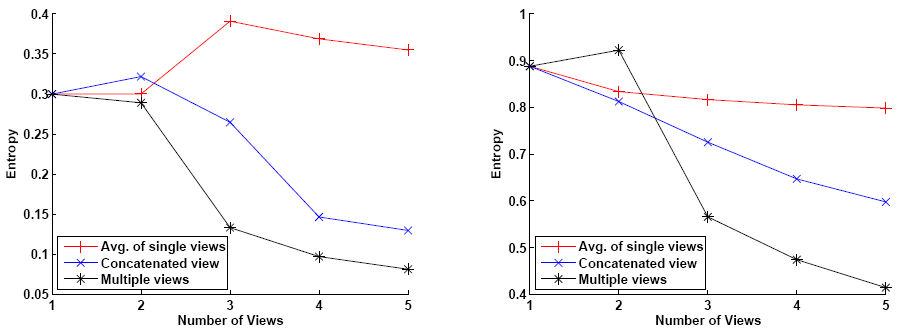 0.4
0.35
0.3
0.25
0.2
0.15
0.1
0.05
Entropy
Avg. of single views
Concatenated view
Multiple views
1 2 3 4 5
Number of Views
1
0.9
0.8
0.7
0.6
0.5
0.4
Entropy
Avg. of single views
Concatenated view
Multiple views
1 2 3 4 5
Number of Views